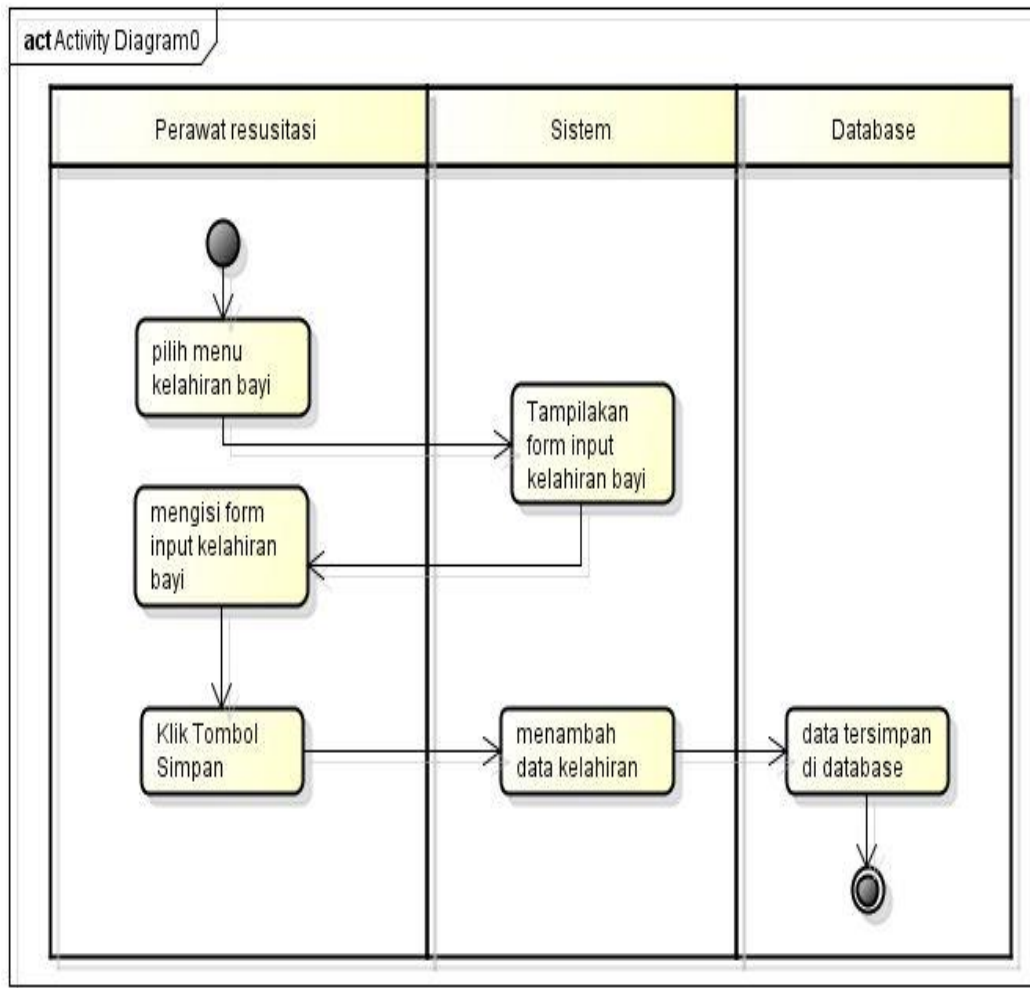 act Activity Diagram0
Perawat resusitasi
Sistem
Database
pilih menu
kelahiran bayi
Tampilakan
form input
kelahiran bayi
mengisi form
input kelahiran
bayi
Klik Tombol
Simpan
menambah
data kelahiran
data tersimpan
di database